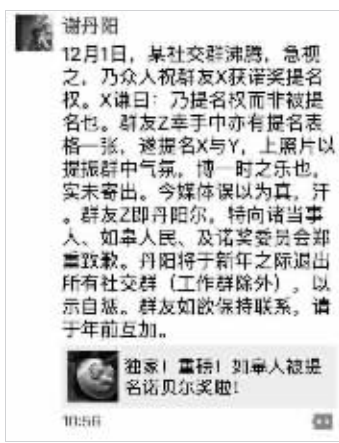 谢丹阳
12月1日，某社交群沸腾，急视
之，乃众人祝群友X获诺奖提名
权。X谦曰：乃提名权而非被提
名也。群友Z幸手中亦有提名表
格一张，遂提名X与Y，上照片以
提振群中气氛，博一时之乐也，
实未寄出。今媒体误以为真，汗
。群友Z即丹阳尔，特向诸当事
人、如皋人民、及诺奖委员会郑
重致歉。丹阳将于新年之际退出
所有社交群（工作群除外），以
示自惩。群友如欲保持联系，请
于年前互加。
独家！重磅！如皋人被提
名诺贝尔奖啦！
10:56